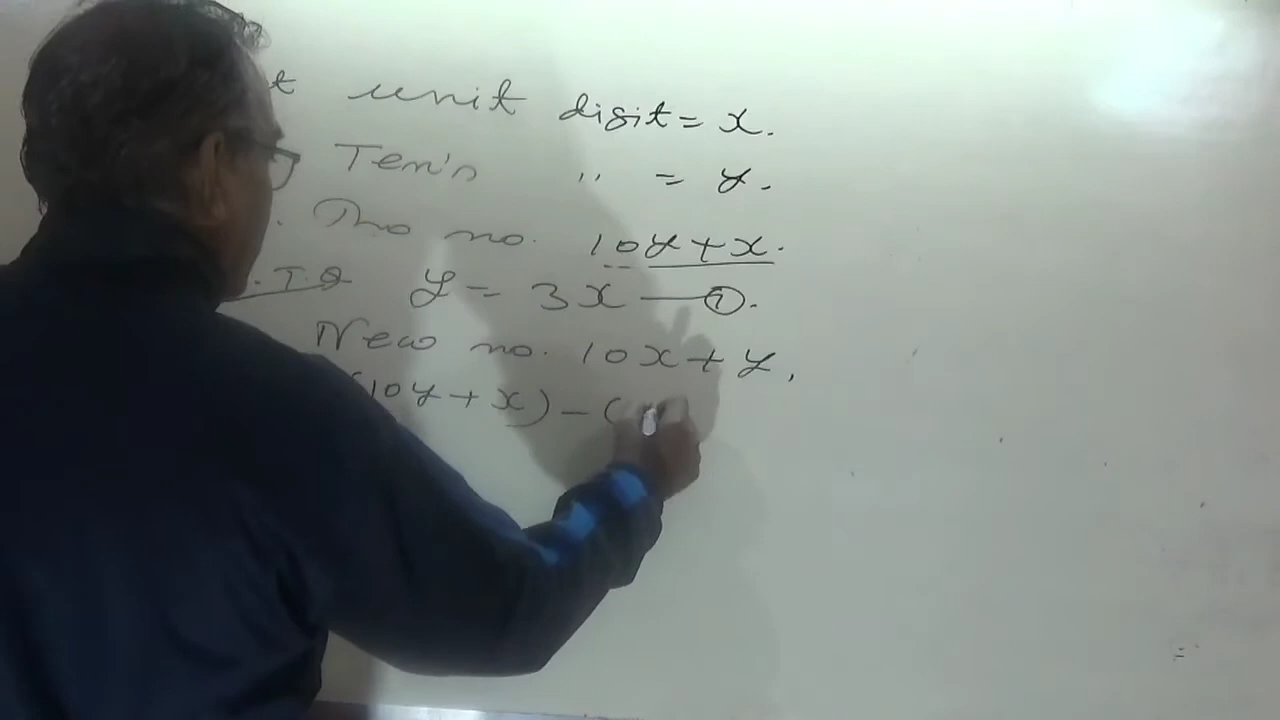 t unit digit = x.
Ten's ,, = y.
. The no. 10y + x.
.T.Q y = 3x — ①.
New no. 10x + y,
(10y + x) - (